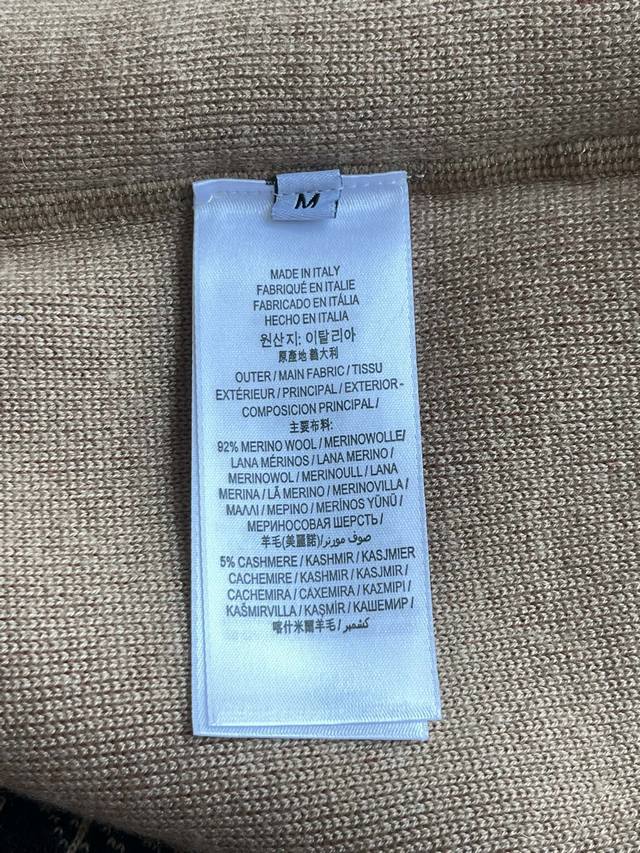 M
MADE IN ITALY
FABRIQUÉ EN ITALIE
FABRICADO EN ITÁLIA
HECHO EN ITALIA
원산지: 이탈리아
原產地 義大利
OUTER / MAIN FABRIC / TISSU
EXTÉRIEUR / PRINCIPAL / EXTERIOR -
COMPOSICION PRINCIPAL /
主要布料:
92% MERINO WOOL / MERINOWOLLE/
LANA MÉRINOS / LANA MERINO /
MERINOWOL / MERINOULL / LANA
MERINA / LÃ MERINO / MERINOVILLA /
ΜΑΛΛΙ / ΜΕΡΙΝΟ / MERİNOS YÜNÜ /
МЕРИНОСОВАЯ ШЕРСТЬ /
羊毛(美麗諾)/صوف مورنر
5% CASHMERE / KASHMIR / KASJMIER
CACHEMIRE / KASHMIR / KASJMIR /
CACHEMIRA / CAXEMIRA / ΚΑΣΜΙΡΙ /
KAŠMIRVILLA / KAŞMİR / КАШЕМИР /
喀什米爾羊毛 / كشمير